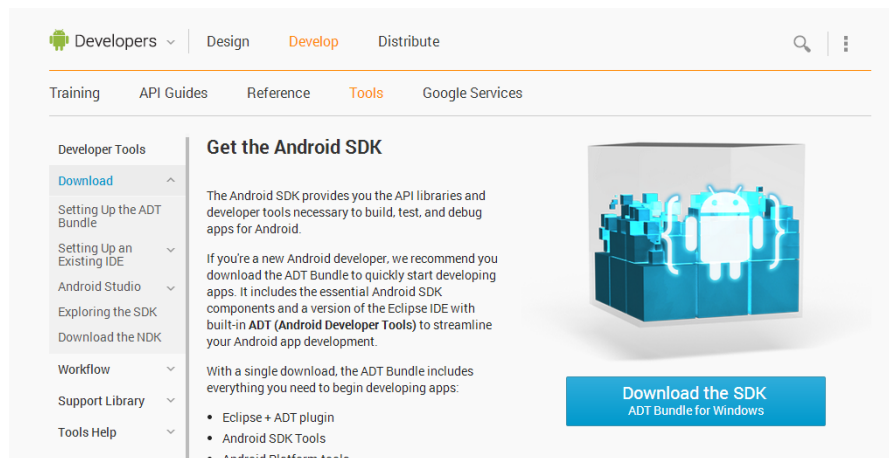 Developers
Design
Develop
Distribute
Training
API Guides
Reference
Tools
Google Services
Developer Tools
Download
Setting Up the ADT
Bundle
Setting Up an
Existing IDE
Android Studio
Exploring the SDK
Download the NDK
Workflow
Support Library
Tools Help
Get the Android SDK
The Android SDK provides you the API libraries and
developer tools necessary to build, test, and debug
apps for Android.
If you're a new Android developer, we recommend you
download the ADT Bundle to quickly start developing
apps. It includes the essential Android SDK
components and a version of the Eclipse IDE with
built-in ADT (Android Developer Tools) to streamline
your Android app development.
With a single download, the ADT Bundle includes
everything you need to begin developing apps:
• Eclipse + ADT plugin
• Android SDK Tools
• Android Platform-tools
{ }
Download the SDK
ADT Bundle for Windows